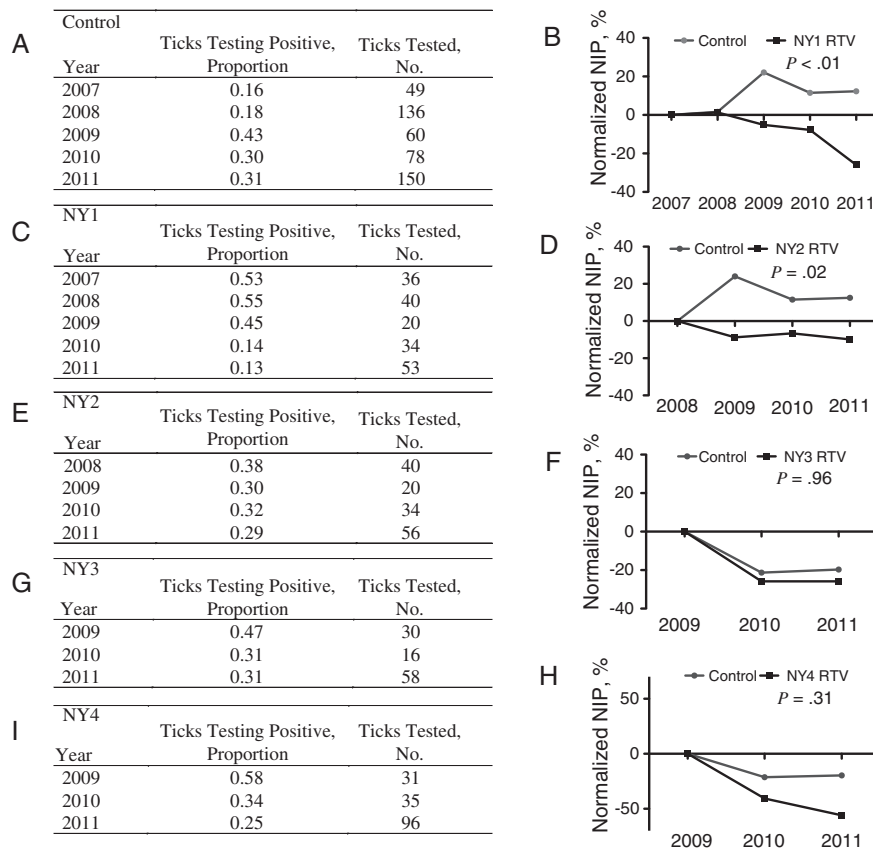 A
Control
Ticks Testing Positive, Ticks Tested,
Year Proportion No.
2007 0.16 49
2008 0.18 136
2009 0.43 60
2010 0.30 78
2011 0.31 150
B
Control NY1 RTV
P < .01
Normalized NIP, %
40
20
0
-20
-40
2007 2008 2009 2010 2011
C
NY1
Ticks Testing Positive, Ticks Tested,
Year Proportion No.
2007 0.53 36
2008 0.55 40
2009 0.45 20
2010 0.14 34
2011 0.13 53
D
Control NY2 RTV
P = .02
Normalized NIP, %
40
20
0
-20
-40
2008 2009 2010 2011
E
NY2
Ticks Testing Positive, Ticks Tested,
Year Proportion No.
2008 0.38 40
2009 0.30 20
2010 0.32 34
2011 0.29 56
F
Control NY3 RTV
P = .96
Normalized NIP, %
40
20
0
-20
-40
2009 2010 2011
G
NY3
Ticks Testing Positive, Ticks Tested,
Year Proportion No.
2009 0.47 30
2010 0.31 16
2011 0.31 58
H
Control NY4 RTV
P = .31
Normalized NIP, %
50
0
-50
2009 2010 2011
I
NY4
Ticks Testing Positive, Ticks Tested,
Year Proportion No.
2009 0.58 31
2010 0.34 35
2011 0.25 96